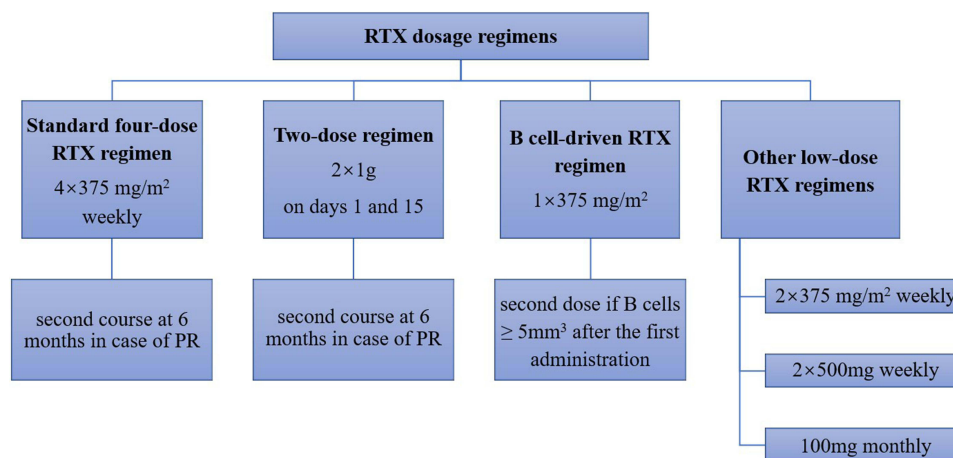 RTX dosage regimens
Standard four-dose
RTX regimen
4×375 mg/m²
weekly
second course at 6
months in case of PR
Two-dose regimen
2×1g
on days 1 and 15
second course at 6
months in case of PR
B cell-driven RTX
regimen
1×375 mg/m²
second dose if B cells
≥ 5mm³ after the first
administration
Other low-dose
RTX regimens
2×375 mg/m² weekly
2×500mg weekly
100mg monthly